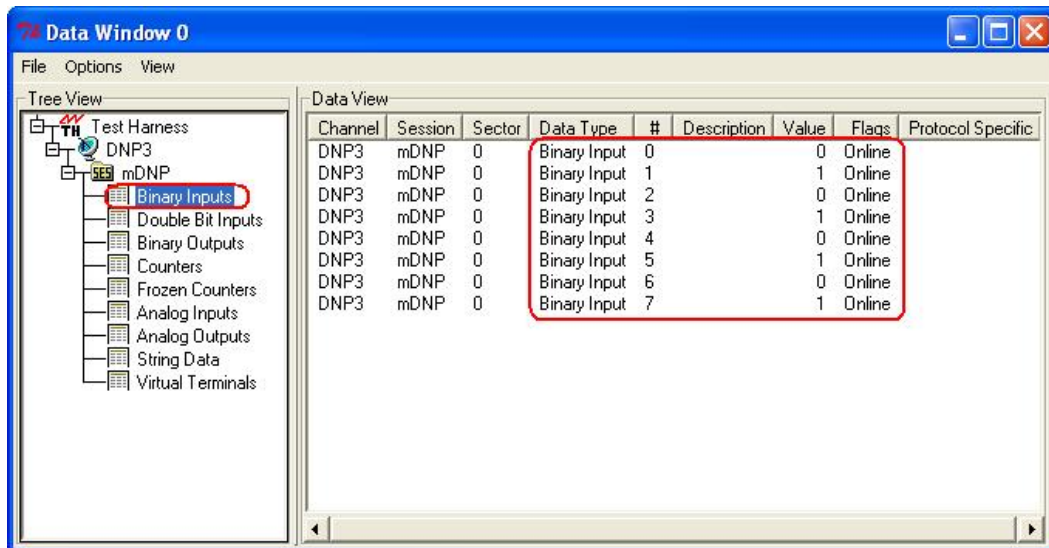 Data Window 0
File Options View
Tree View
Test Harness
DNP3
mDNP
Binary Inputs
Double Bit Inputs
Binary Outputs
Counters
Frozen Counters
Analog Inputs
Analog Outputs
String Data
Virtual Terminals
Data View
Channel Session Sector Data Type # Description Value Flags Protocol Specific
DNP3 mDNP 0 Binary Input 0 0 Online
DNP3 mDNP 0 Binary Input 1 1 Online
DNP3 mDNP 0 Binary Input 2 0 Online
DNP3 mDNP 0 Binary Input 3 1 Online
DNP3 mDNP 0 Binary Input 4 0 Online
DNP3 mDNP 0 Binary Input 5 1 Online
DNP3 mDNP 0 Binary Input 6 0 Online
DNP3 mDNP 0 Binary Input 7 1 Online